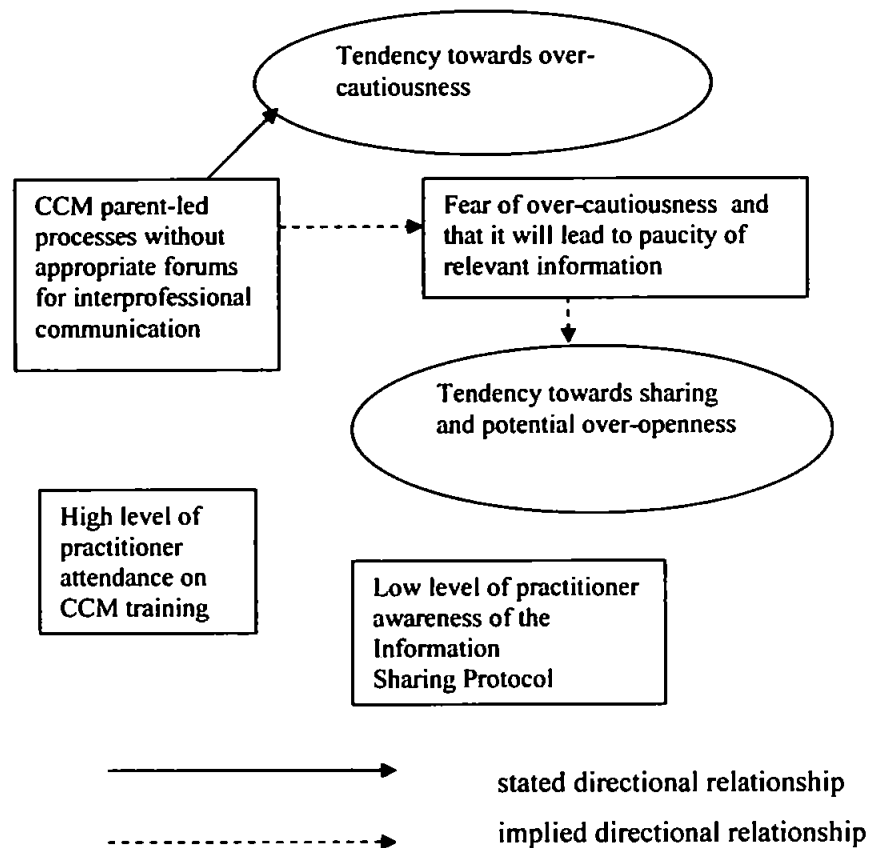 Tendency towards over-
cautiousness
CCM parent-led
processes without
appropriate forums
for interprofessional
communication
Fear of over-cautiousness and
that it will lead to paucity of
relevant information
Tendency towards sharing
and potential over-openness
High level of
practitioner
attendance on
CCM training
Low level of practitioner
awareness of the
Information
Sharing Protocol
stated directional relationship
implied directional relationship